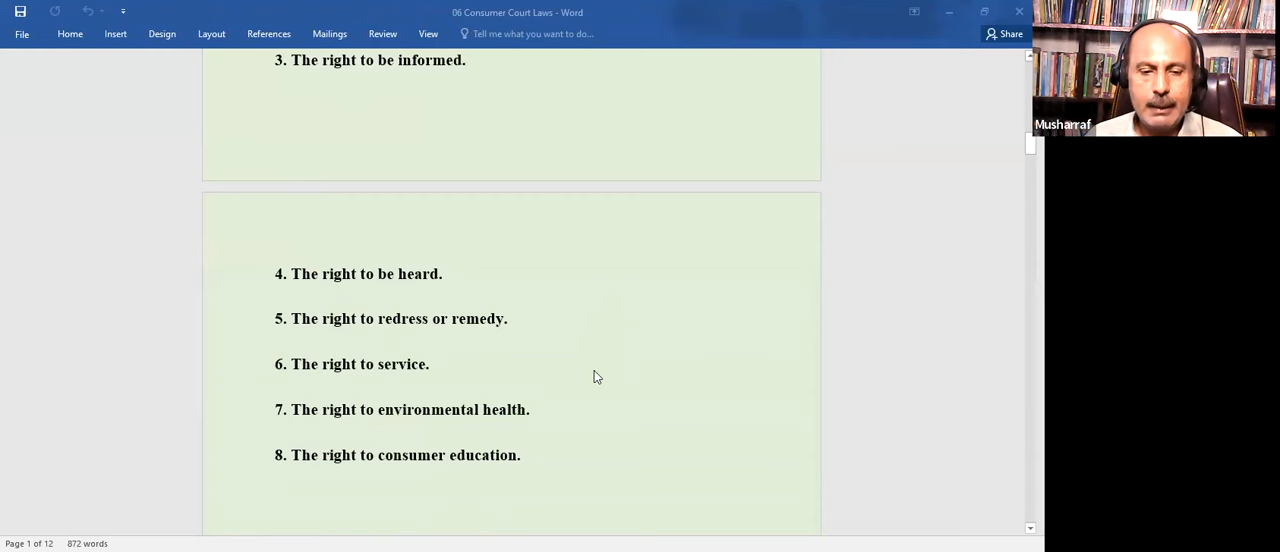 06 Consumer Court Laws - Word
File Home Insert Design Layout References Mailings Review View Tell me what you want to do... Share
3. The right to be informed.
Musharraf
4. The right to be heard.
5. The right to redress or remedy.
6. The right to service.
7. The right to environmental health.
8. The right to consumer education.
Page 1 of 12 872 words